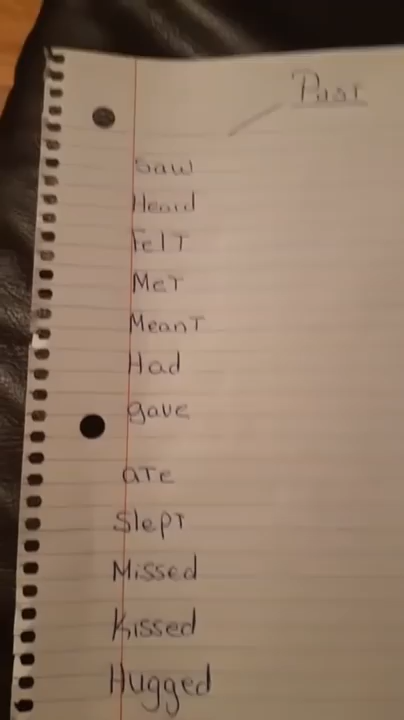 Past
saw
Heard
Felt
Met
Meant
Had
gave
ate
Slept
Missed
Kissed
Hugged